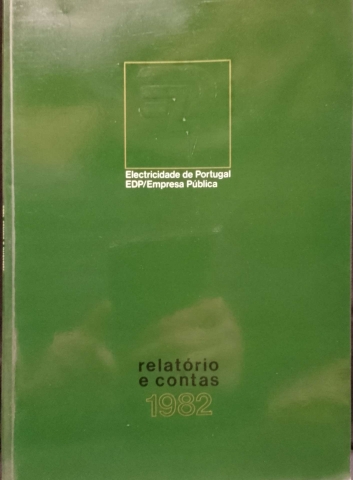 Electricidade de Portugal
EDP/Empresa Pública
relatório
e contas
1982